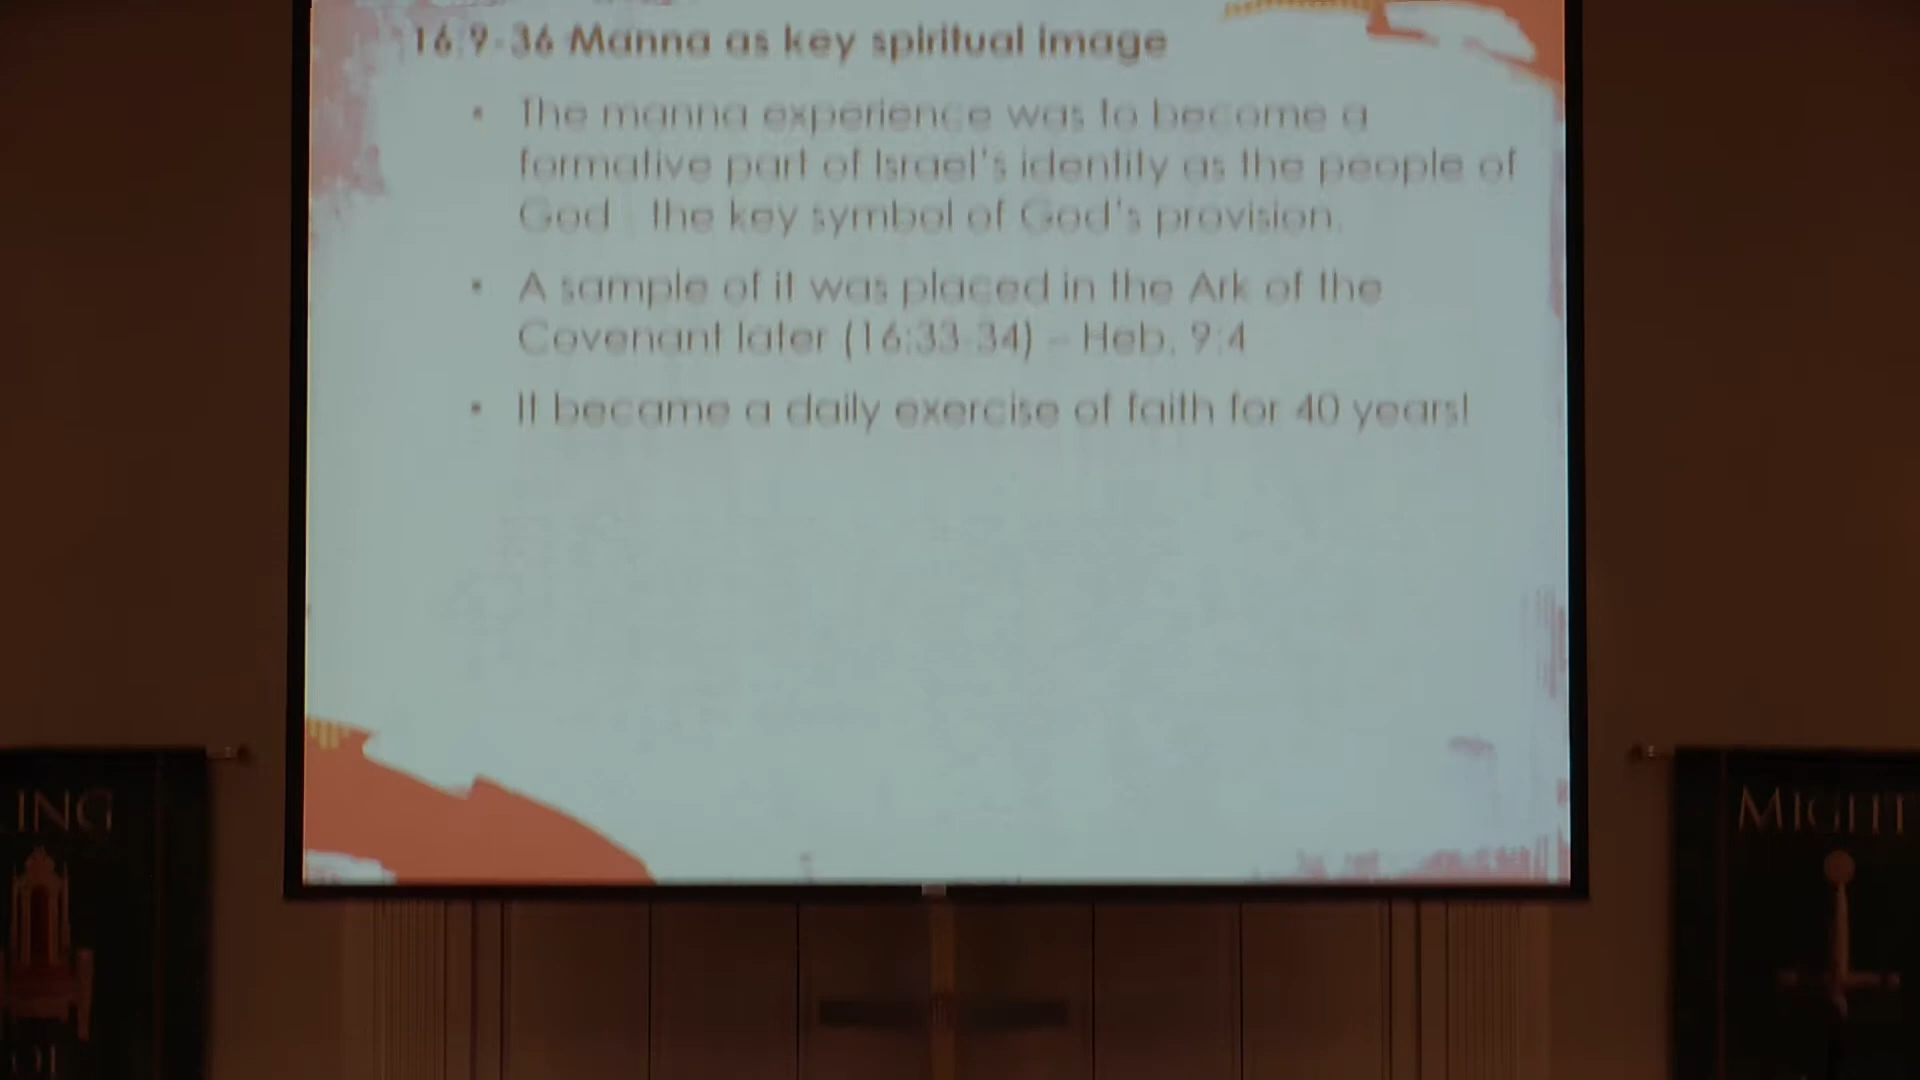 16:9-36 Manna as key spiritual image
• The manna experience was to become a
formative part of Israel's identity as the people of
God - the key symbol of God's provision.
• A sample of it was placed in the Ark of the
Covenant later (16:33-34) – Heb. 9:4
• It became a daily exercise of faith for 40 years!
ING
MIGHT